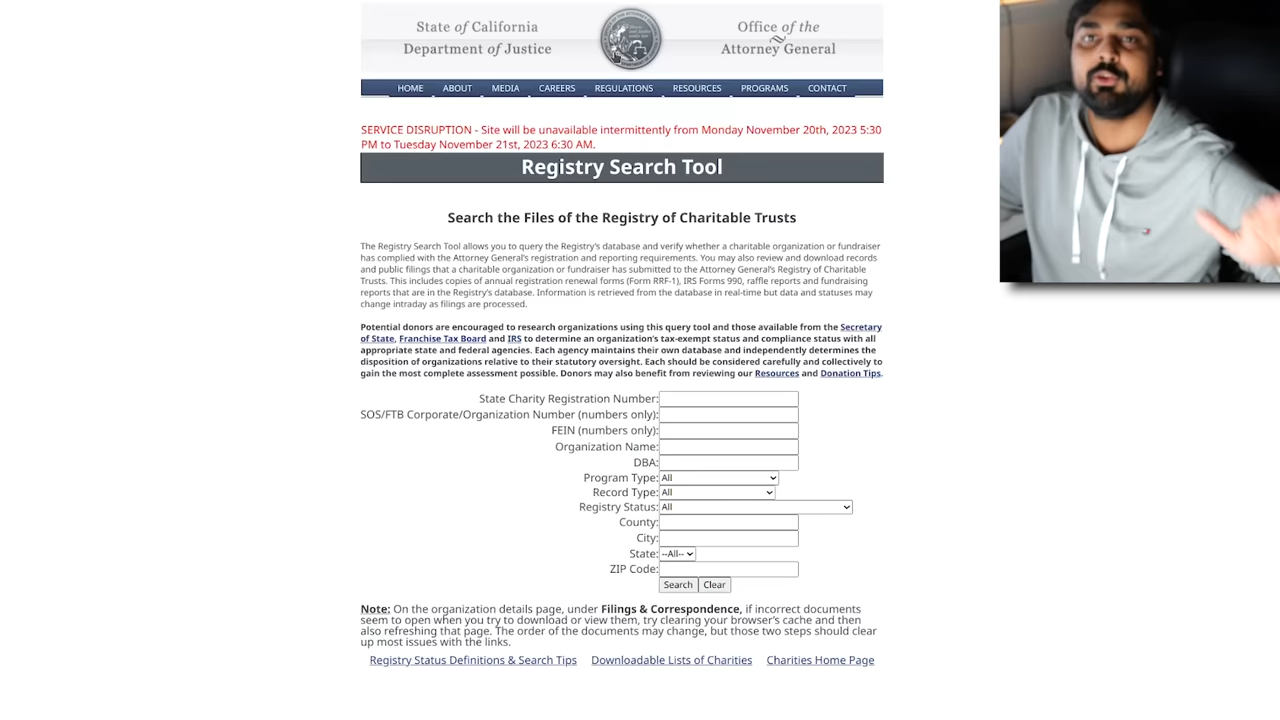 State of California
Department of Justice
Office of the
Attorney General
HOME ABOUT MEDIA CAREERS REGULATIONS RESOURCES PROGRAMS CONTACT
SERVICE DISRUPTION - Site will be unavailable intermittently from Monday November 20th, 2023 5:30
PM to Tuesday November 21st, 2023 6:30 AM.
Registry Search Tool
Search the Files of the Registry of Charitable Trusts
The Registry Search Tool allows you to query the Registry's database and verify whether a charitable organization or fundraiser
has complied with the Attorney General's registration and reporting requirements. You may also review and download records
and public filings that a charitable organization or fundraiser has submitted to the Attorney General's Registry of Charitable
Trusts. This includes copies of annual registration renewal forms (Form RRF-1), IRS Forms 990, raffle reports and fundraising
reports that are in the Registry's database. Information is retrieved from the database in real-time but data and statuses may
change intraday as filings are processed.
Potential donors are encouraged to research organizations using this query tool and those available from the Secretary
of State, Franchise Tax Board and IRS to determine an organization's tax-exempt status and compliance status with all
appropriate state and federal agencies. Each agency maintains their own database and independently determines the
disposition of organizations relative to their statutory oversight. Each should be considered carefully and collectively to
gain the most complete assessment possible. Donors may also benefit from reviewing our Resources and Donation Tips.
State Charity Registration Number:
SOS/FTB Corporate/Organization Number (numbers only):
FEIN (numbers only):
Organization Name:
DBA:
Program Type: All
Record Type: All
Registry Status: All
County:
City:
State: --All--
ZIP Code:
Search Clear
Note: On the organization details page, under Filings & Correspondence, if incorrect documents
seem to open when you try to download or view them, try clearing your browser's cache and then
also refreshing that page. The order of the documents may change, but those two steps should clear
up most issues with the links.
Registry Status Definitions & Search Tips Downloadable Lists of Charities Charities Home Page